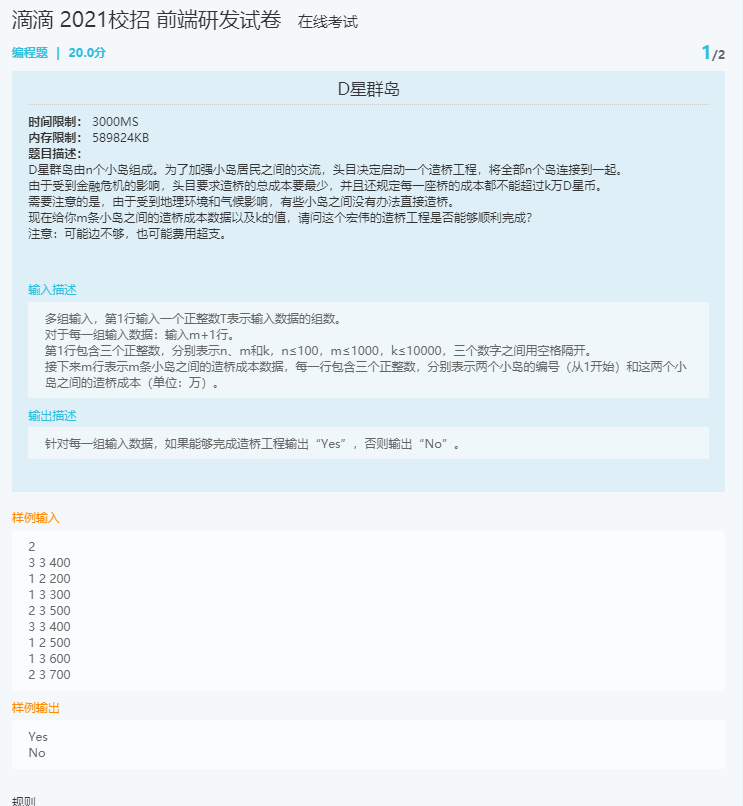 滴滴 2021校招 前端研发试卷 在线考试
编程题 | 20.0分 1/2
D星群岛
时间限制： 3000MS
内存限制： 589824KB
题目描述：
D星群岛由n个小岛组成。为了加强小岛居民之间的交流，头目决定启动一个造桥工程，将全部n个岛连接到一起。
由于受到金融危机的影响，头目要求造桥的总成本要最少，并且还规定每一座桥的成本都不能超过k万D星币。
需要注意的是，由于受到地理环境和气候影响，有些小岛之间没有办法直接造桥。
现在给你m条小岛之间的造桥成本数据以及k的值，请问这个宏伟的造桥工程是否能够顺利完成？
注意：可能边不够，也可能费用超支。
输入描述
多组输入，第1行输入一个正整数T表示输入数据的组数。
对于每一组输入数据：输入m+1行。
第1行包含三个正整数，分别表示n、m和k，n≤100，m≤1000，k≤10000，三个数字之间用空格隔开。
接下来m行表示m条小岛之间的造桥成本数据，每一行包含三个正整数，分别表示两个小岛的编号（从1开始）和这两个小
岛之间的造桥成本（单位：万）。
输出描述
针对每一组输入数据，如果能够完成造桥工程输出“Yes”，否则输出“No”。
样例输入
2
3 3 400
1 2 200
1 3 300
2 3 500
3 3 400
1 2 500
1 3 600
2 3 700
样例输出
Yes
No
规则